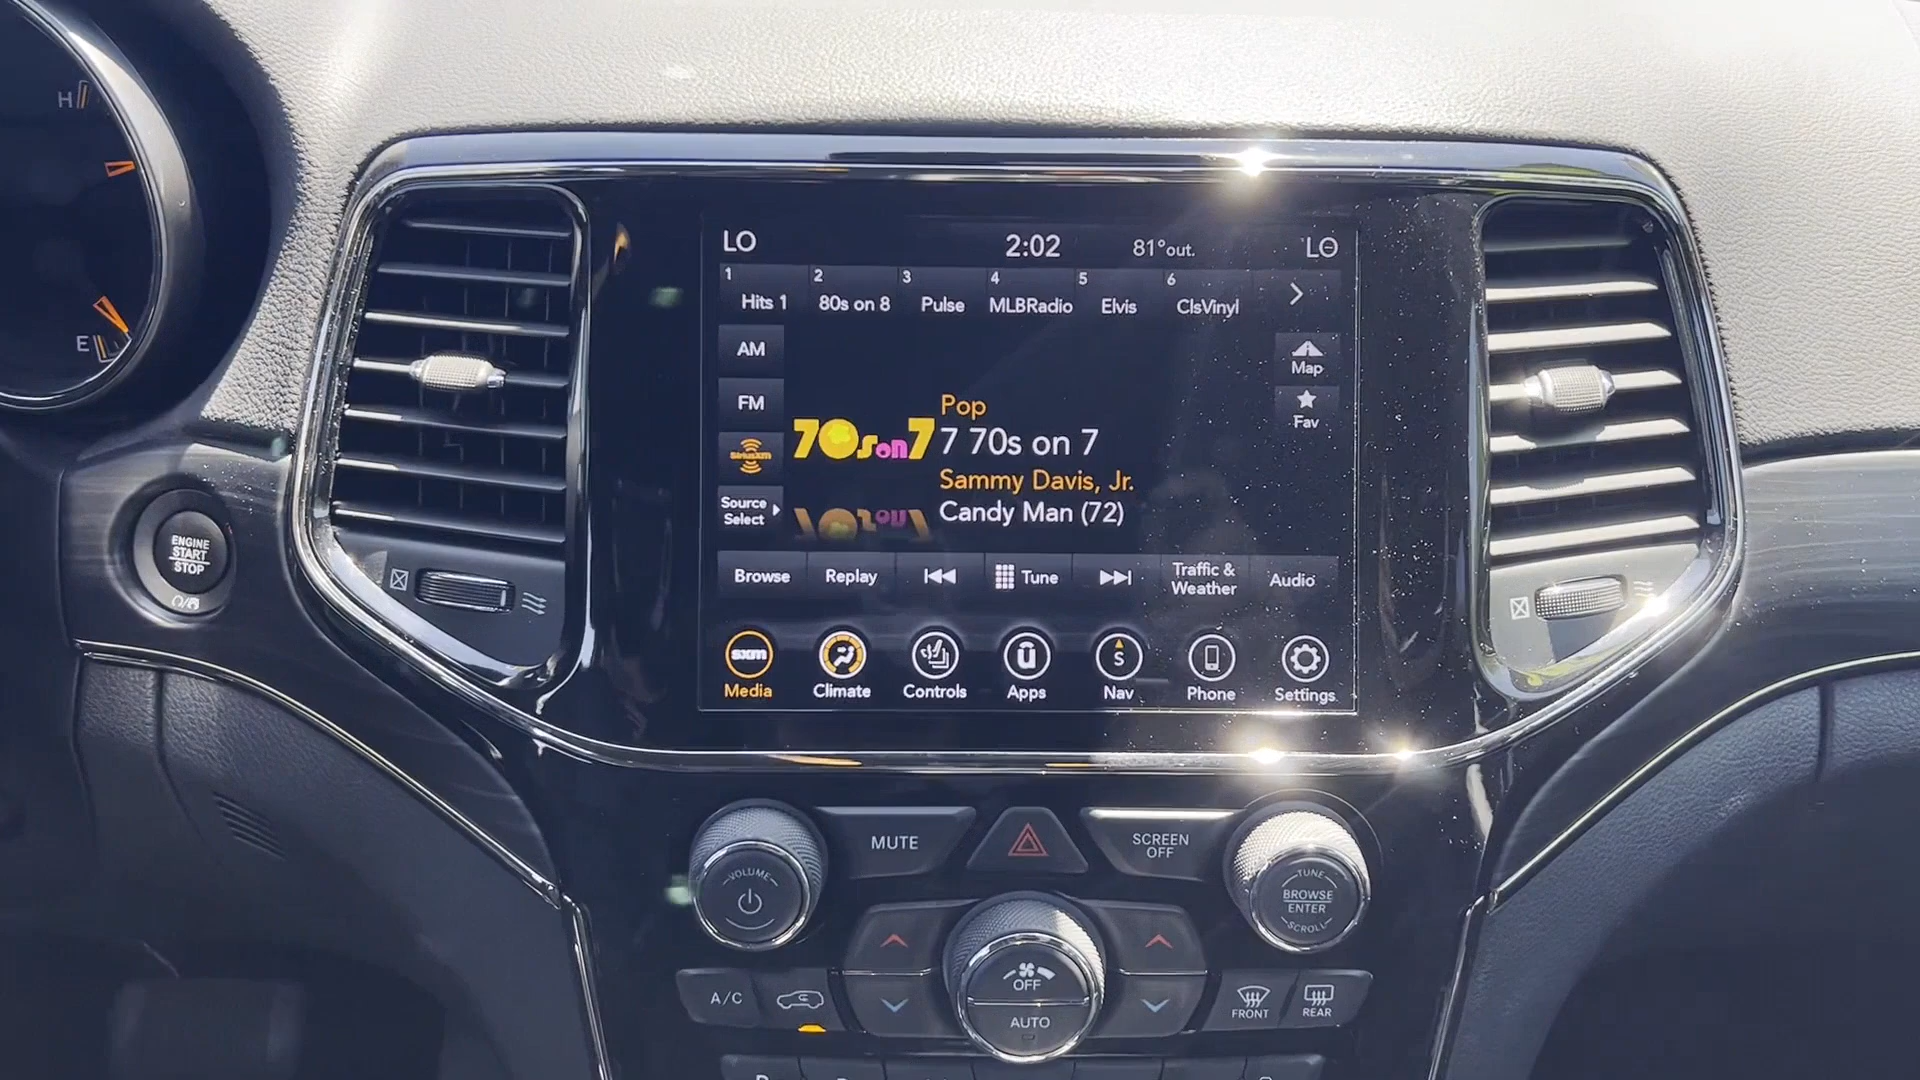 H
E
ENGINE
START
STOP
LO 2:02 81°out. LO
1 2 3 4 5 6
Hits 1 80s on 8 Pulse MLBRadio Elvis ClsVinyl
AM
Map
FM
Fav
SiriusXM
Source
Select
70s on 7
Pop
7 70s on 7
Sammy Davis, Jr.
Candy Man (72)
Browse Replay Tune Traffic &
Weather Audio
sxm
Media Climate Controls Apps Nav Phone Settings
S
MUTE
SCREEN
OFF
VOLUME
TUNE
BROWSE
ENTER
SCROLL
OFF
AUTO
A/C
FRONT
REAR